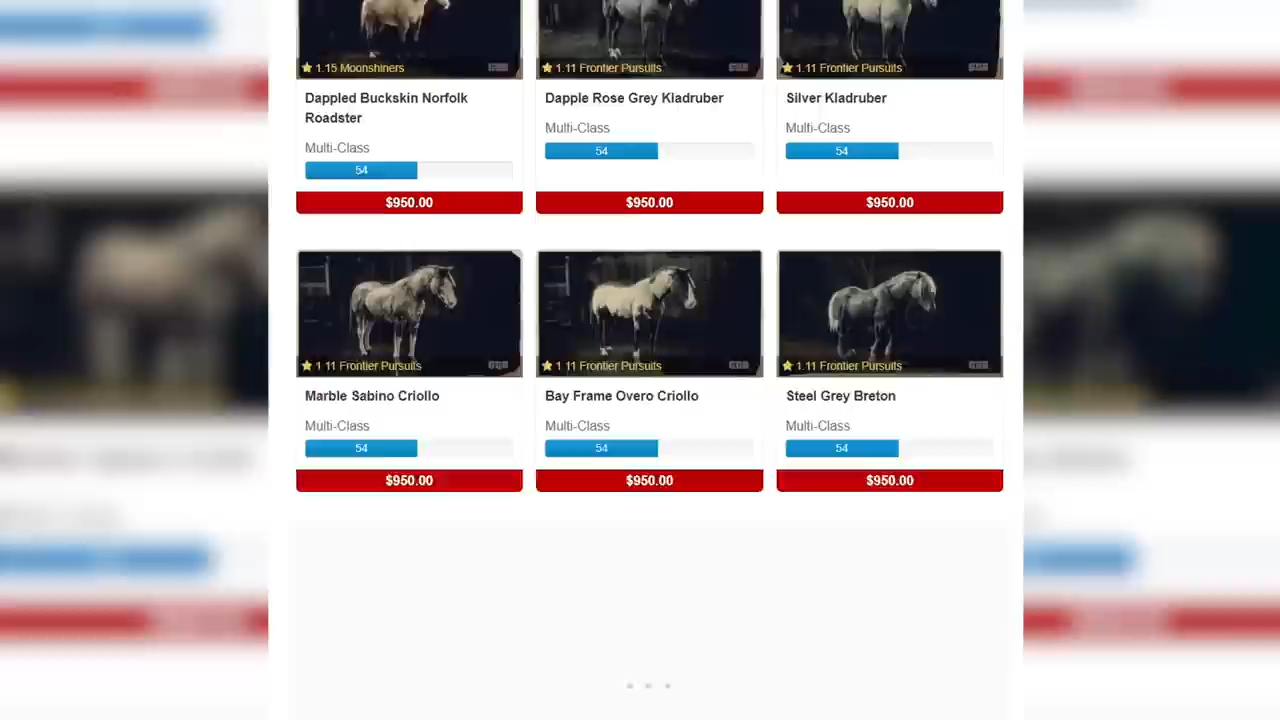 1.15 Moonshiners
1.11 Frontier Pursuits
1.11 Frontier Pursuits
Dappled Buckskin Norfolk
Roadster
Dapple Rose Grey Kladruber
Silver Kladruber
Multi-Class
Multi-Class
Multi-Class
54
54
54
$950.00
$950.00
$950.00
1.11 Frontier Pursuits
1.11 Frontier Pursuits
1.11 Frontier Pursuits
Marble Sabino Criollo
Bay Frame Overo Criollo
Steel Grey Breton
Multi-Class
Multi-Class
Multi-Class
54
54
54
$950.00
$950.00
$950.00